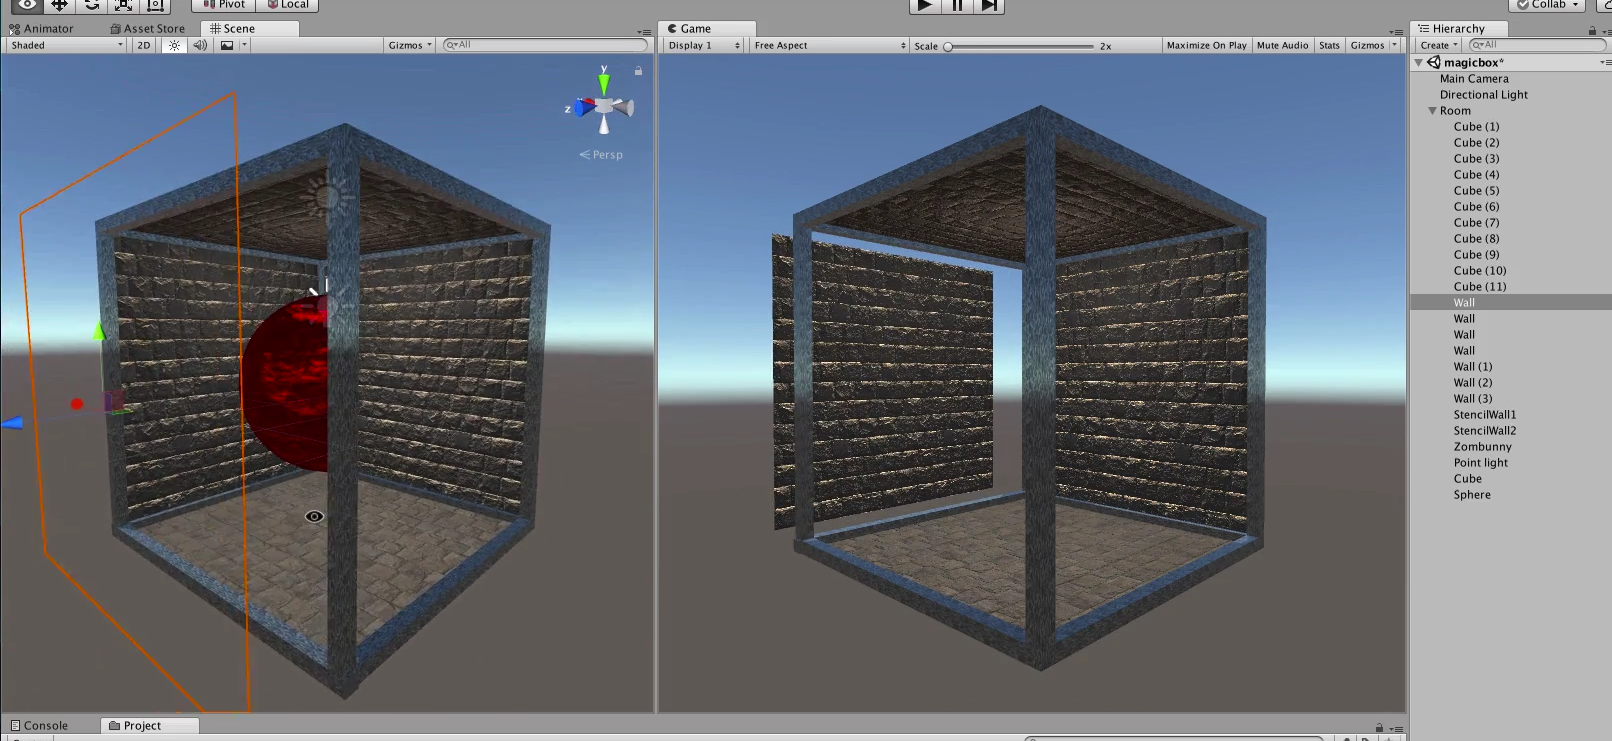 Pivot Local Collab
Animator Asset Store Scene
Shaded 2D Gizmos All
y
z
Persp
Game
Display 1 Free Aspect Scale 2x Maximize On Play Mute Audio Stats Gizmos
Hierarchy
Create All
magicbox*
Main Camera
Directional Light
Room
Cube (1)
Cube (2)
Cube (3)
Cube (4)
Cube (5)
Cube (6)
Cube (7)
Cube (8)
Cube (9)
Cube (10)
Cube (11)
Wall
Wall
Wall
Wall
Wall (1)
Wall (2)
Wall (3)
StencilWall1
StencilWall2
Zombunny
Point light
Cube
Sphere
Console Project